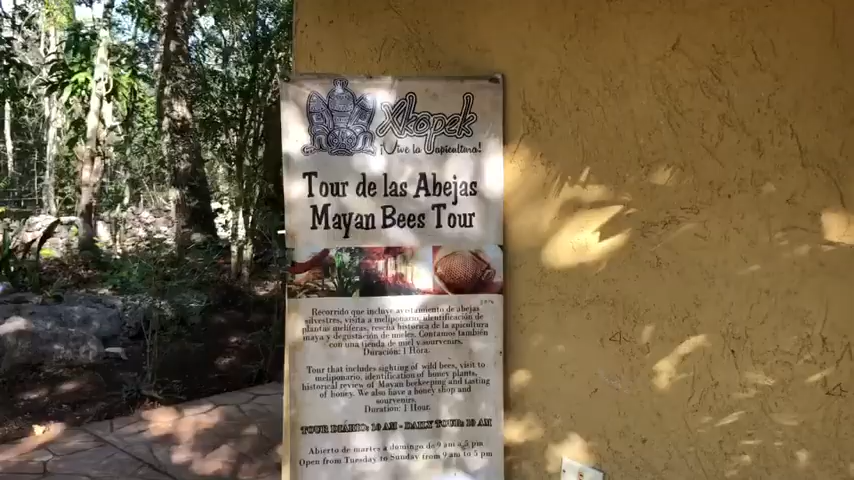 Xkopek
¡Vive la apicultura!
Tour de las Abejas
Mayan Bees Tour
Recorrido que incluye avistamiento de abejas
silvestres, visita a meliponario, identificación de
plantas melíferas, reseña histórica de la apicultura
maya y degustación de mieles. Contamos también
con una tienda de miel y souvenirs.
Duración: 1 Hora.
Tour that includes sighting of wild bees, visit to
meliponario, identification of honey plants,
historical review of Mayan beekeeping and tasting
of honey. We also have a honey shop and
souvenirs.
Duration: 1 Hour.
TOUR DIARIO: 10 AM - DAILY TOUR: 10 AM
Abierto de martes a domingo de 9 am a 5 pm
Open from Tuesday to Sunday from 9 am to 5 pm